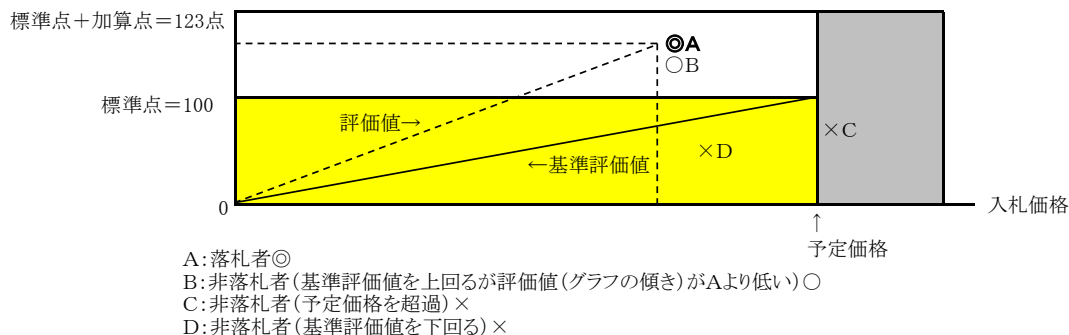 標準点＋加算点＝123点
◎A
○B
標準点＝100
評価値→
×C
×D
←基準評価値
0
入札価格
↑
予定価格
A：落札者◎
B：非落札者（基準評価値を上回るが評価値（グラフの傾き）がAより低い）○
C：非落札者（予定価格を超過）×
D：非落札者（基準評価値を下回る）×